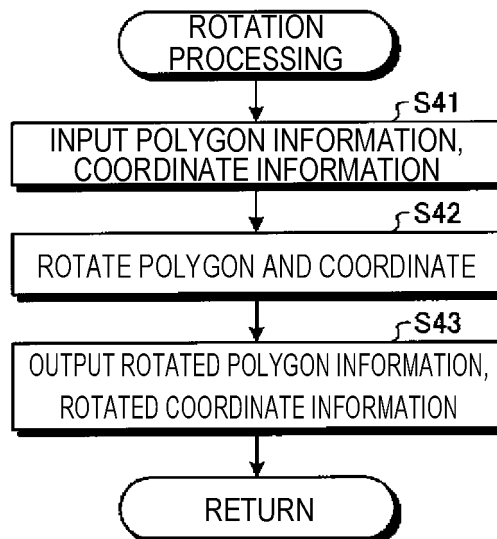 ROTATION
PROCESSING
S41
INPUT POLYGON INFORMATION,
COORDINATE INFORMATION
S42
ROTATE POLYGON AND COORDINATE
S43
OUTPUT ROTATED POLYGON INFORMATION,
ROTATED COORDINATE INFORMATION
RETURN